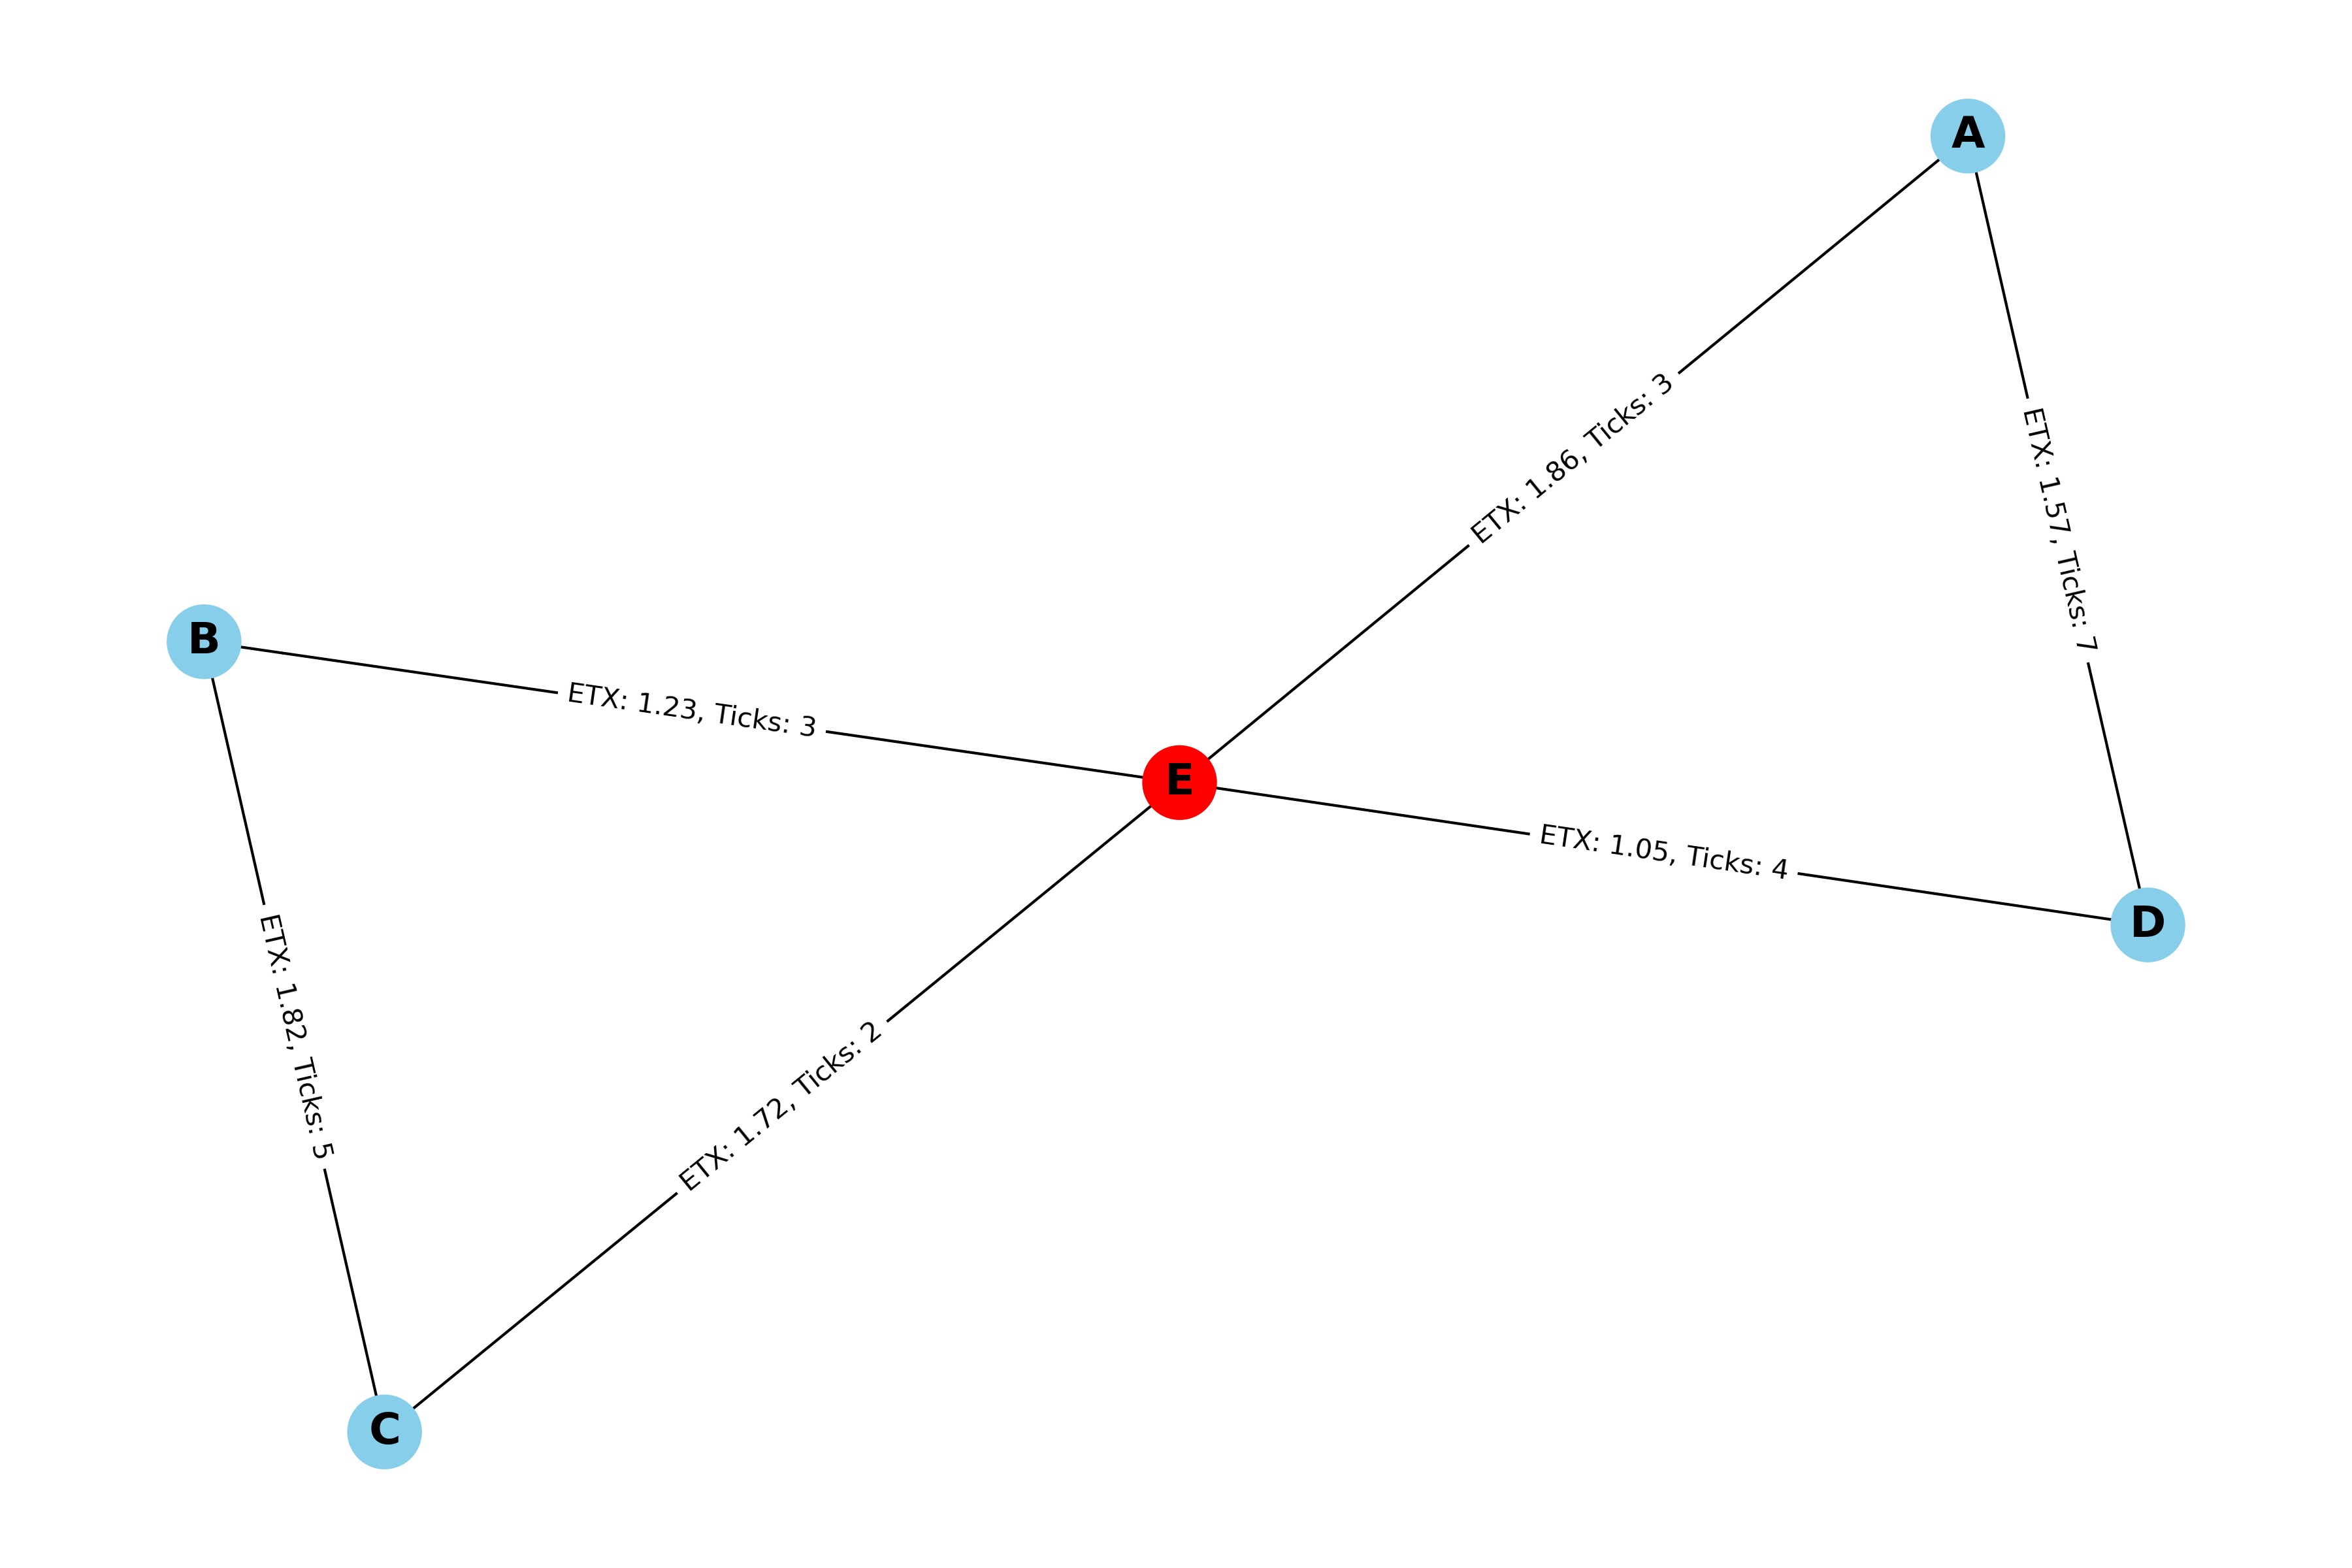 A
ETX: 1.86, Ticks: 3
ETX: 1.57, Ticks: 7
B
ETX: 1.23, Ticks: 3
E
ETX: 1.05, Ticks: 4
D
ETX: 1.82, Ticks: 5
ETX: 1.72, Ticks: 2
C